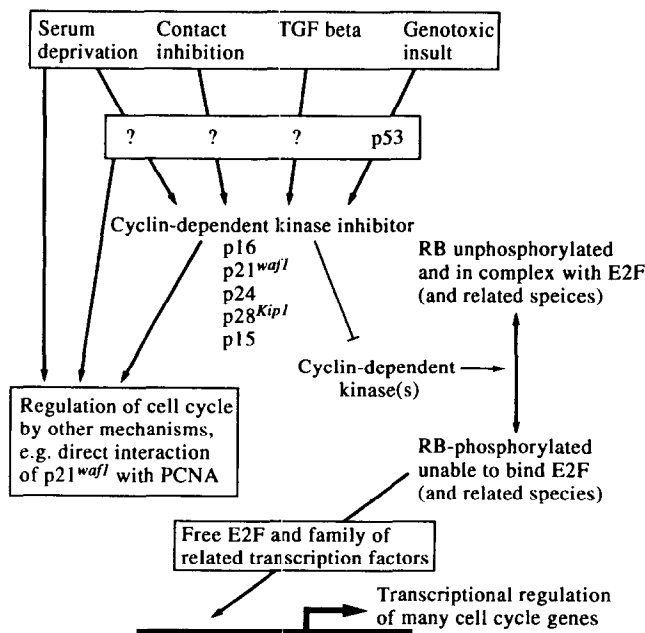 Serum deprivation
Contact inhibition
TGF beta
Genotoxic insult
? ? ? p53
Cyclin-dependent kinase inhibitor
p16
p21waf1
p24
p28Kip1
p15
RB unphosphorylated
and in complex with E2F
(and related speices)
Cyclin-dependent
kinase(s)
Regulation of cell cycle
by other mechanisms,
e.g. direct interaction
of p21waf1 with PCNA
RB-phosphorylated
unable to bind E2F
(and related species)
Free E2F and family of
related transcription factors
Transcriptional regulation
of many cell cycle genes